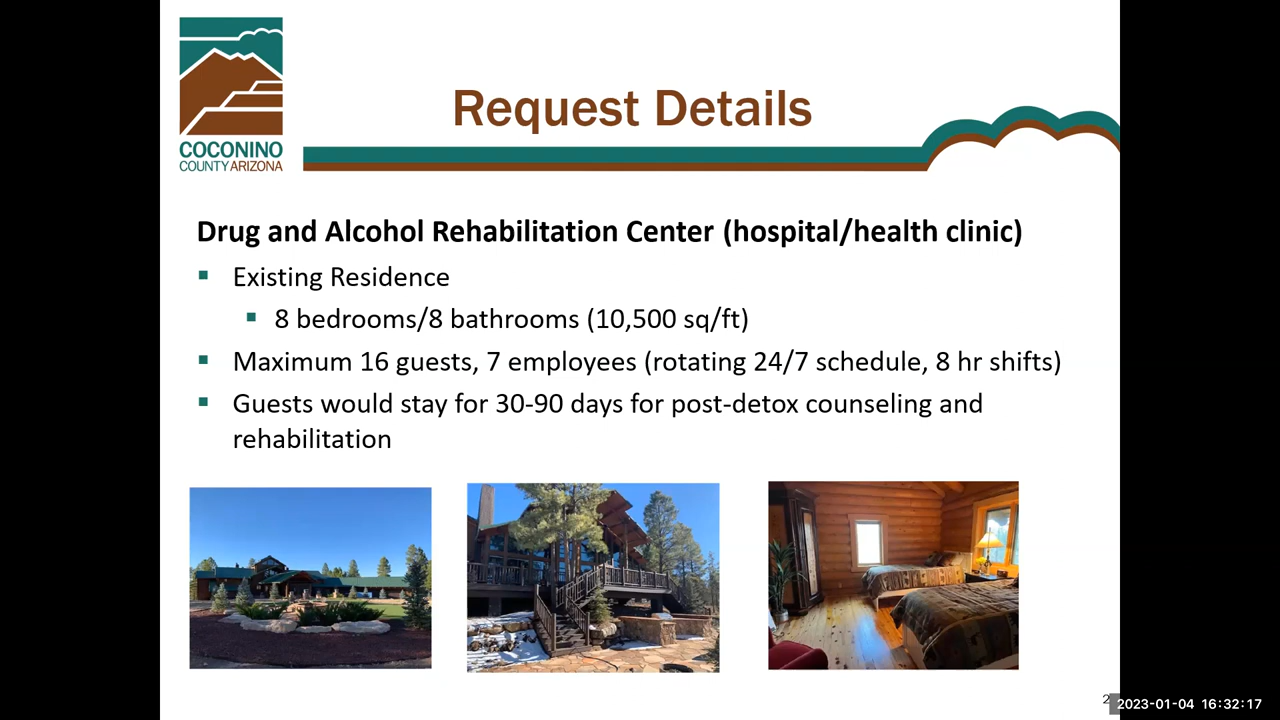 Request Details
COCONINO
COUNTY ARIZONA
Drug and Alcohol Rehabilitation Center (hospital/health clinic)
Existing Residence
8 bedrooms/8 bathrooms (10,500 sq/ft)
Maximum 16 guests, 7 employees (rotating 24/7 schedule, 8 hr shifts)
Guests would stay for 30-90 days for post-detox counseling and
rehabilitation
2023-01-04 16:32:17